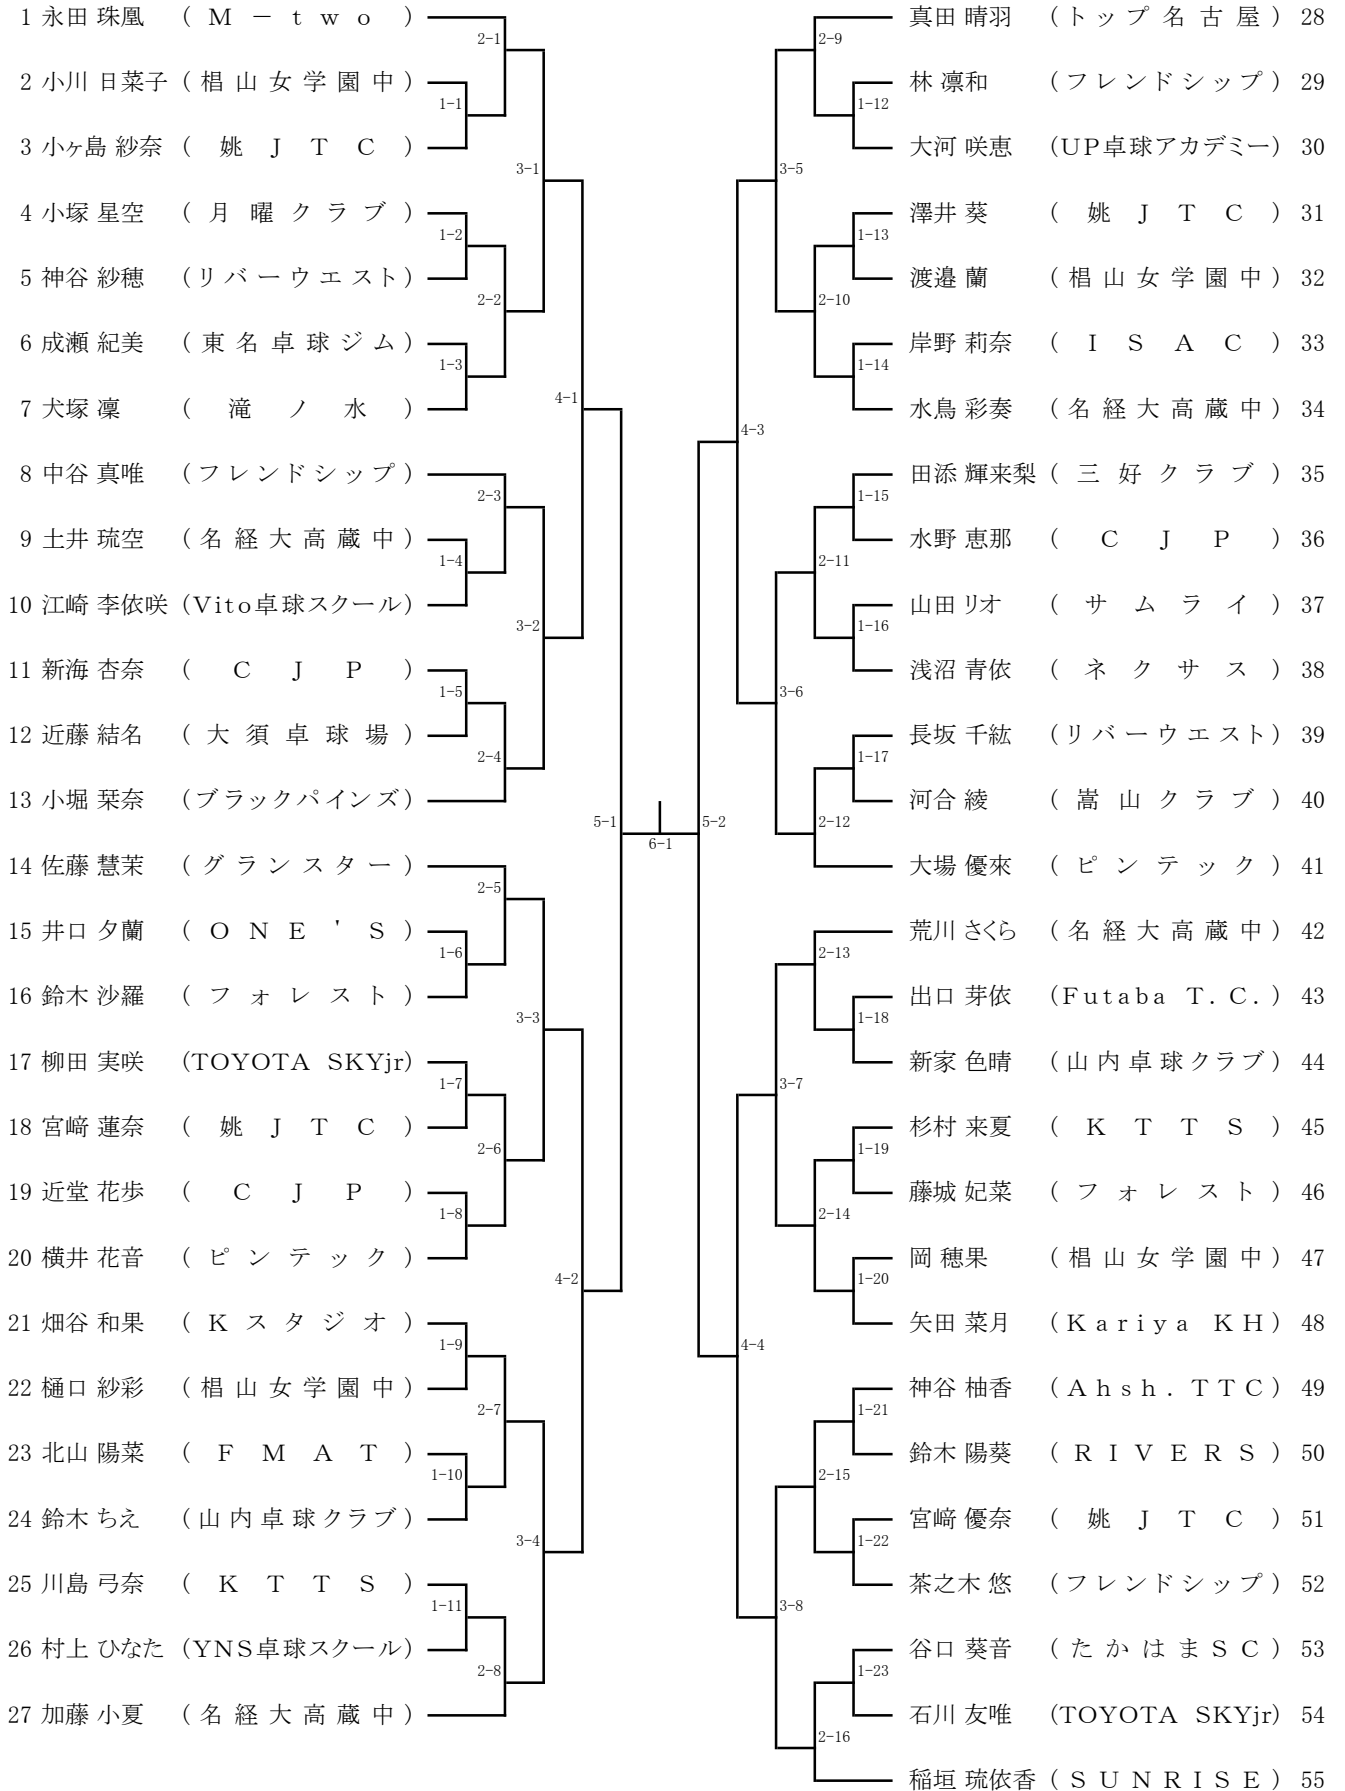 1 永田 珠凰 (M－two)
2-1
2 小川 日菜子 (椙山女学園中)
1-1
3 小ヶ島 紗奈 (姚JTC)
3-1
4 小塚 星空 (月曜クラブ)
1-2
5 神谷 紗穂 (リバーウエスト)
2-2
6 成瀬 紀美 (東名卓球ジム)
1-3
7 犬塚 凜 (滝ノ水)
4-1
8 中谷 真唯 (フレンドシップ)
2-3
9 土井 琉空 (名経大高蔵中)
1-4
10 江崎 李依咲 (Vito卓球スクール)
3-2
11 新海 杏奈 (CJP)
1-5
12 近藤 結名 (大須卓球場)
2-4
13 小堀 栞奈 (ブラックパインズ)
5-1
6-1
14 佐藤 慧茉 (グランスター)
2-5
15 井口 夕蘭 (ONE'S)
1-6
16 鈴木 沙羅 (フォレスト)
3-3
17 柳田 実咲 (TOYOTA SKYjr)
1-7
18 宮﨑 蓮奈 (姚JTC)
2-6
19 近堂 花歩 (CJP)
1-8
20 横井 花音 (ピンテック)
4-2
21 畑谷 和果 (Kスタジオ)
1-9
22 樋口 紗彩 (椙山女学園中)
2-7
23 北山 陽菜 (FMAT)
1-10
24 鈴木 ちえ (山内卓球クラブ)
3-4
25 川島 弓奈 (KTTS)
1-11
26 村上 ひなた (YNS卓球スクール)
2-8
27 加藤 小夏 (名経大高蔵中)
真田 晴羽 (トップ名古屋) 28
2-9
林 凛和 (フレンドシップ) 29
1-12
大河 咲恵 (UP卓球アカデミー) 30
3-5
澤井 葵 (姚JTC) 31
1-13
渡邉 蘭 (椙山女学園中) 32
2-10
岸野 莉奈 (ISAC) 33
1-14
水鳥 彩奏 (名経大高蔵中) 34
4-3
田添 輝来梨 (三好クラブ) 35
1-15
水野 恵那 (CJP) 36
2-11
山田 リオ (サムライ) 37
1-16
浅沼 青依 (ネクサス) 38
3-6
長坂 千紘 (リバーウエスト) 39
1-17
河合 綾 (嵩山クラブ) 40
5-2
2-12
大場 優來 (ピンテック) 41
荒川 さくら (名経大高蔵中) 42
2-13
出口 芽依 (Futaba T.C.) 43
1-18
新家 色晴 (山内卓球クラブ) 44
3-7
杉村 来夏 (KTTS) 45
1-19
藤城 妃菜 (フォレスト) 46
2-14
岡 穂果 (椙山女学園中) 47
1-20
矢田 菜月 (Kariya KH) 48
4-4
神谷 柚香 (Ahsh.TTC) 49
1-21
鈴木 陽葵 (RIVERS) 50
2-15
宮﨑 優奈 (姚JTC) 51
1-22
茶之木 悠 (フレンドシップ) 52
3-8
谷口 葵音 (たかはまSC) 53
1-23
石川 友唯 (TOYOTA SKYjr) 54
2-16
稲垣 琉依香 (SUNRISE) 55